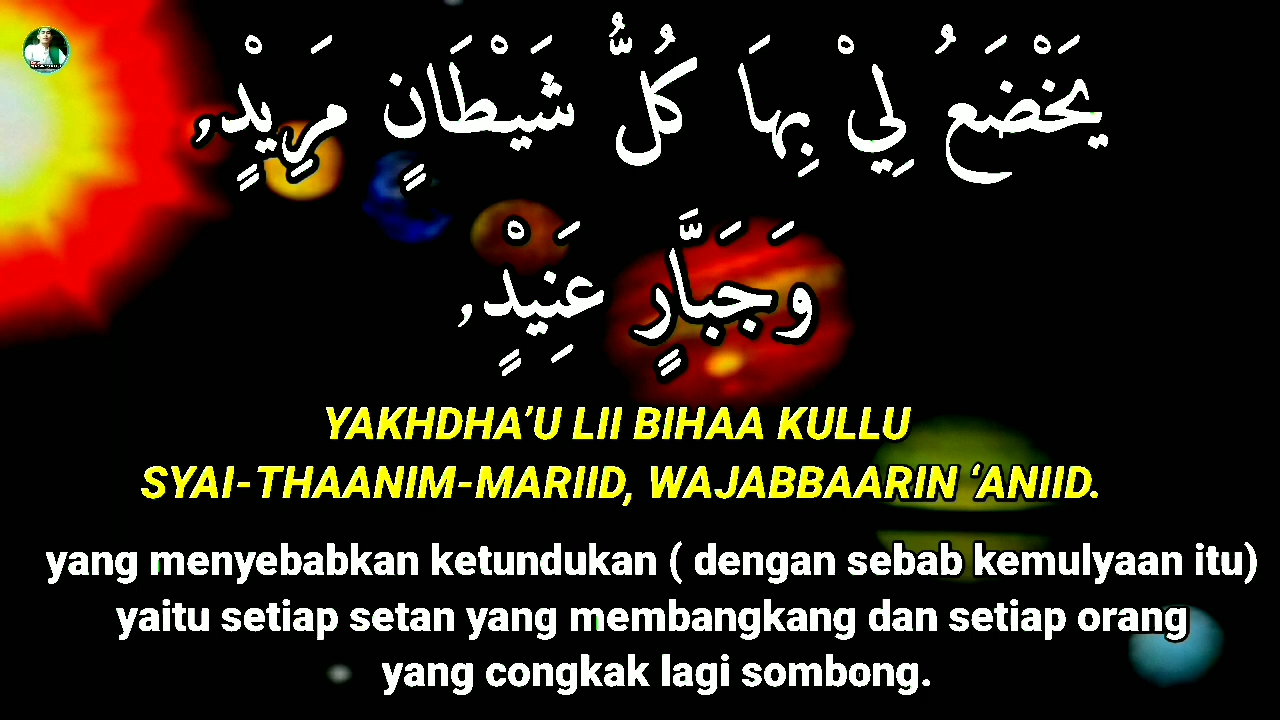 يَخْضَعُ لِيْ بِهاَ كُلُّ شَيْطَانٍ مَرِيْدٍ,
وَجَبَّارٍ عَنِيْدٍ,
YAKHDHA’U LII BIHAA KULLU
SYAI-THAANIM-MARIID, WAJABBAARIN ‘ANIID.
yang menyebabkan ketundukan ( dengan sebab kemulyaan itu)
yaitu setiap setan yang membangkang dan setiap orang
yang congkak lagi sombong.